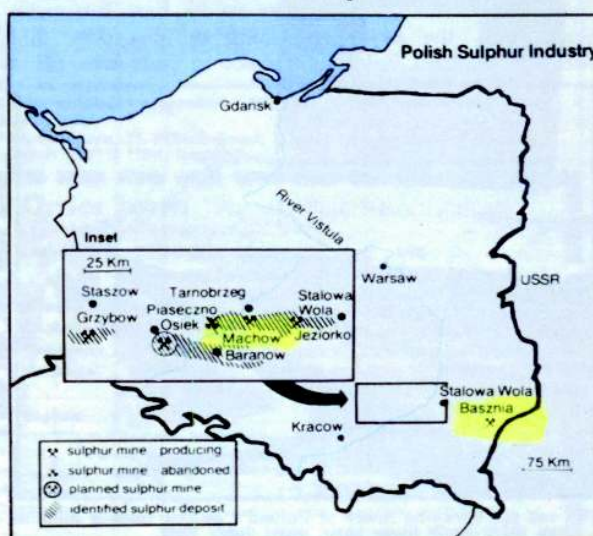 Polish Sulphur Industry
Gdansk
River Vistula
Inset
25 Km
Warsaw
USSR
Staszow
Tarnobrzeg
Stalowa
Wola
Grzybow
Piaseczno
Osiek
Machow
Jeziorko
Baranow
Stalowa Wola
Basznia
Kracow
75 Km
sulphur mine producing
sulphur mine abandoned
planned sulphur mine
identified sulphur deposit